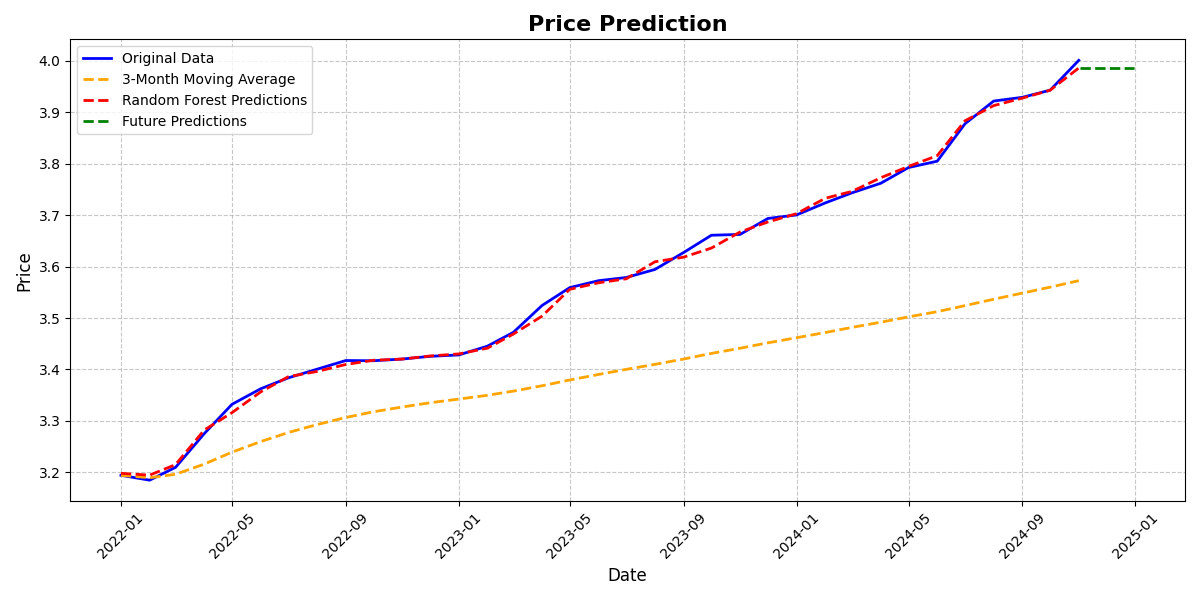 Price Prediction
Original Data
3-Month Moving Average
Random Forest Predictions
Future Predictions
Price
4.0
3.9
3.8
3.7
3.6
3.5
3.4
3.3
3.2
2022-01
2022-05
2022-09
2023-01
2023-05
2023-09
2024-01
2024-05
2024-09
2025-01
Date